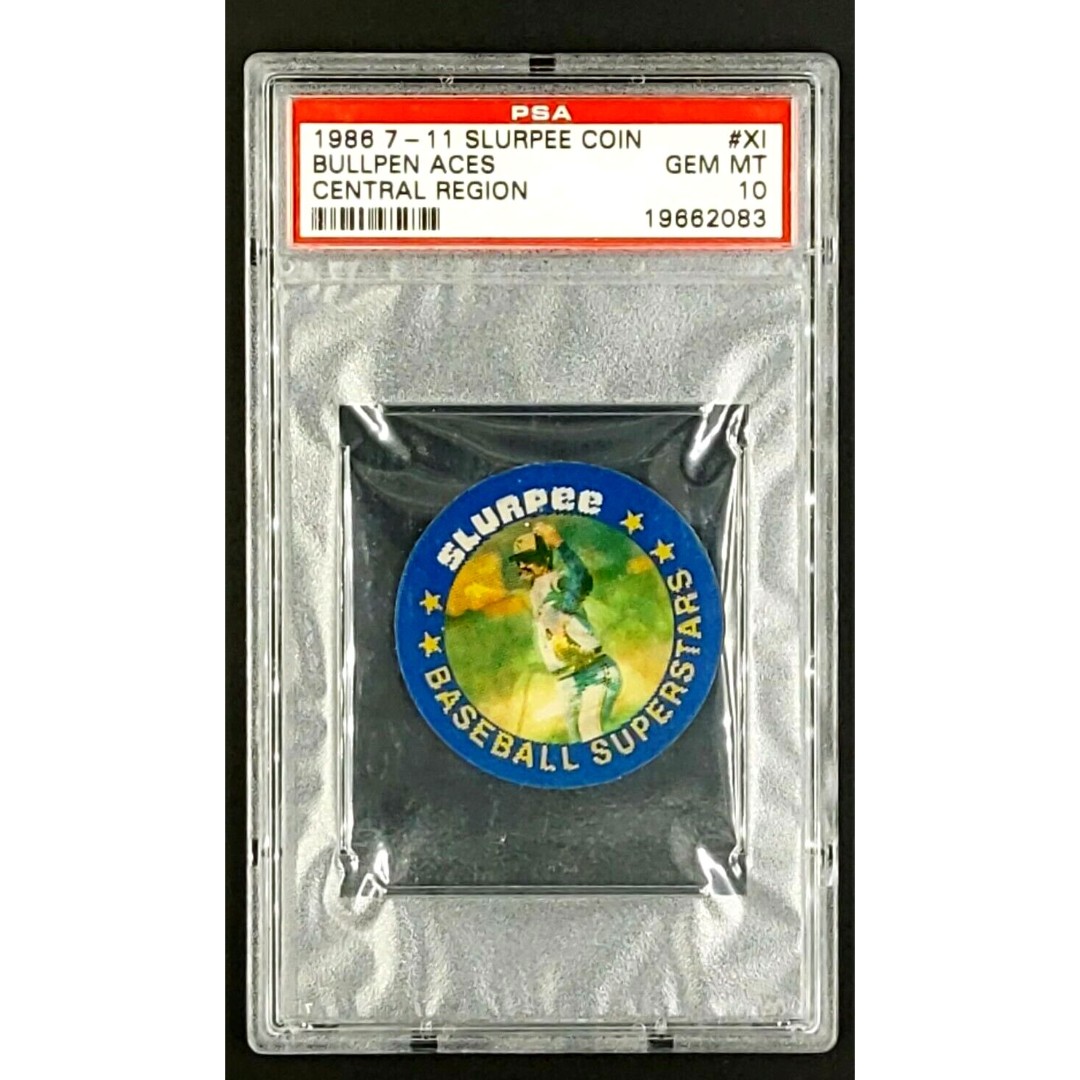 PSA
1986 7-11 SLURPEE COIN #XI
BULLPEN ACES GEM MT
CENTRAL REGION 10
19662083
SLURPEE
BASEBALL SUPERSTARS